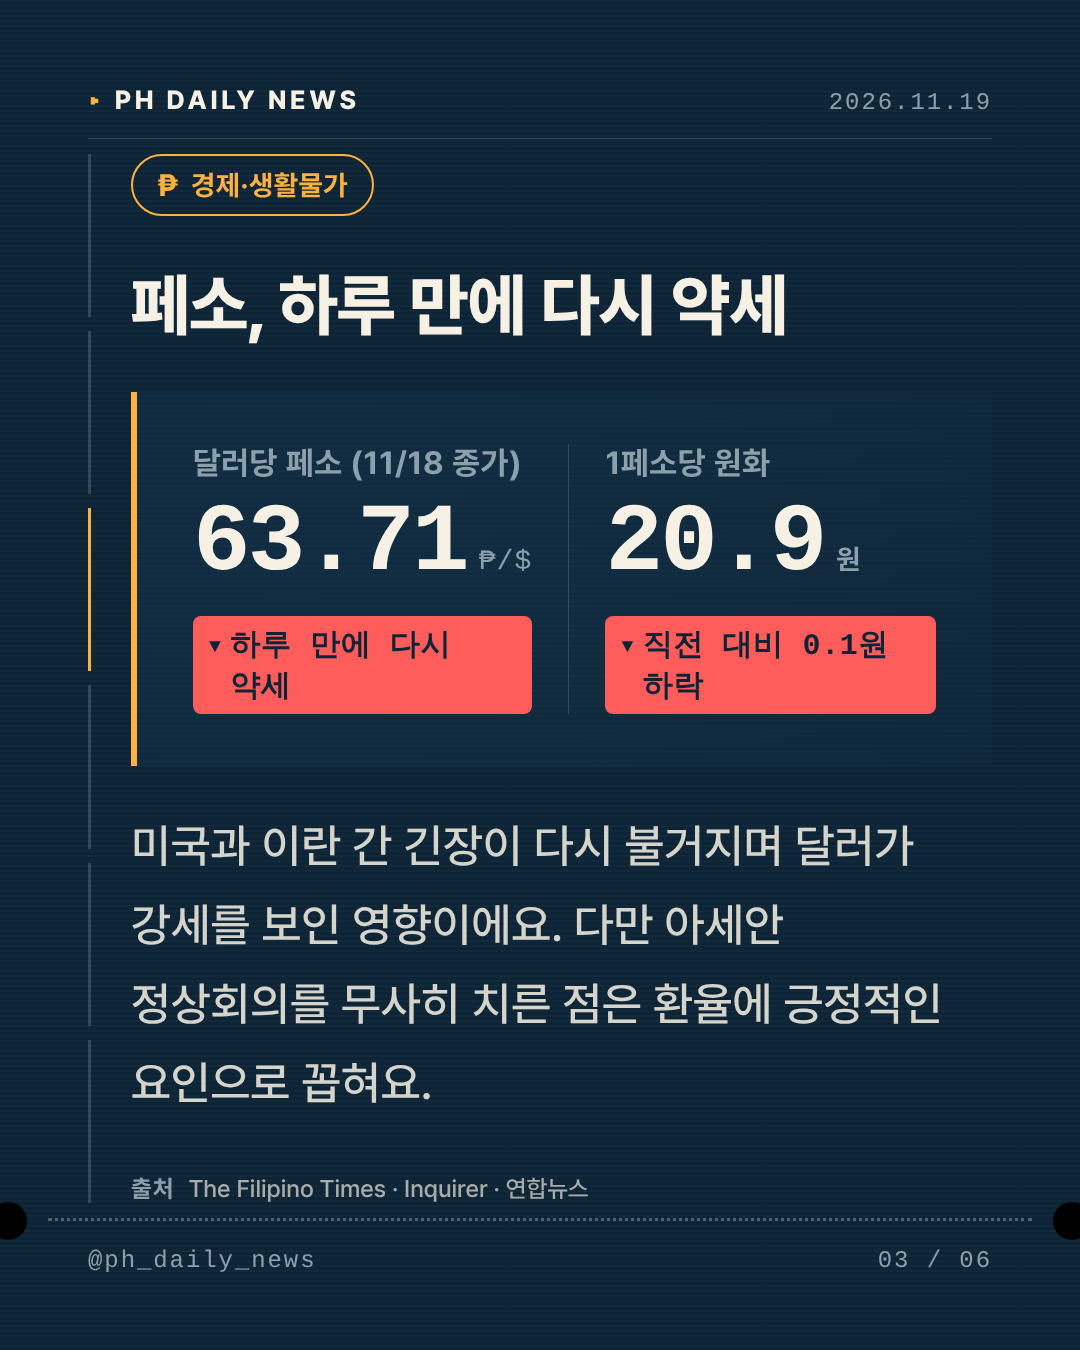 PH DAILY NEWS
2026.11.19
₱ 경제·생활물가
페소, 하루 만에 다시 약세
달러당 페소 (11/18 종가)
63.71 ₱/$
▼ 하루 만에 다시
약세
1페소당 원화
20.9 원
▼ 직전 대비 0.1원
하락
미국과 이란 간 긴장이 다시 불거지며 달러가
강세를 보인 영향이에요. 다만 아세안
정상회의를 무사히 치른 점은 환율에 긍정적인
요인으로 꼽혀요.
출처 The Filipino Times · Inquirer · 연합뉴스
@ph_daily_news
03 / 06